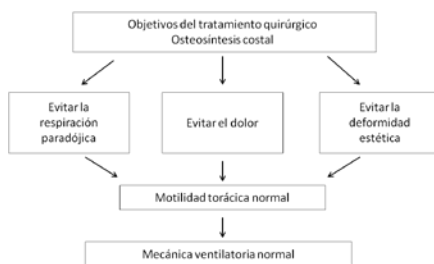 Objetivos del tratamiento quirúrgico
Osteosíntesis costal
Evitar la
respiración
paradójica
Evitar el dolor
Evitar la
deformidad
estética
Motilidad torácica normal
Mecánica ventilatoria normal